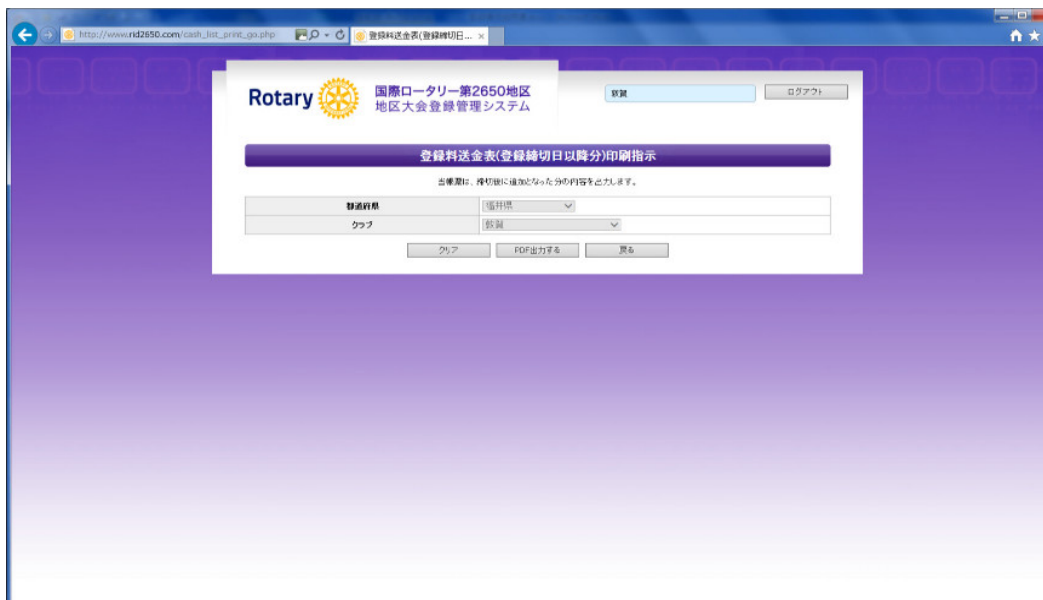 http://www.rid2650.com/cash_list_print_go.php
登録料送金表(登録締切日...
Rotary
国際ロータリー第2650地区
地区大会登録管理システム
敦賀
ログアウト
登録料送金表(登録締切日以降分)印刷指示
当帳票は、締切後に追加となった分の内容を出力します。
都道府県
福井県
クラブ
敦賀
クリア
PDF出力する
戻る